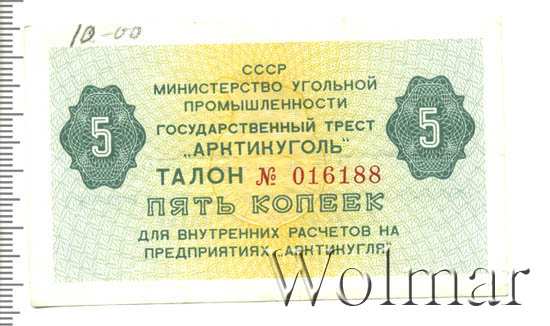 10-00
СССР
МИНИСТЕРСТВО УГОЛЬНОЙ
ПРОМЫШЛЕННОСТИ
ГОСУДАРСТВЕННЫЙ ТРЕСТ
„АРКТИКУГОЛЬ"
5 5
ТАЛОН № 016188
ПЯТЬ КОПЕЕК
ДЛЯ ВНУТРЕННИХ РАСЧЕТОВ НА
ПРЕДПРИЯТИЯХ „АРКТИКУГЛЯ"
Wolmar